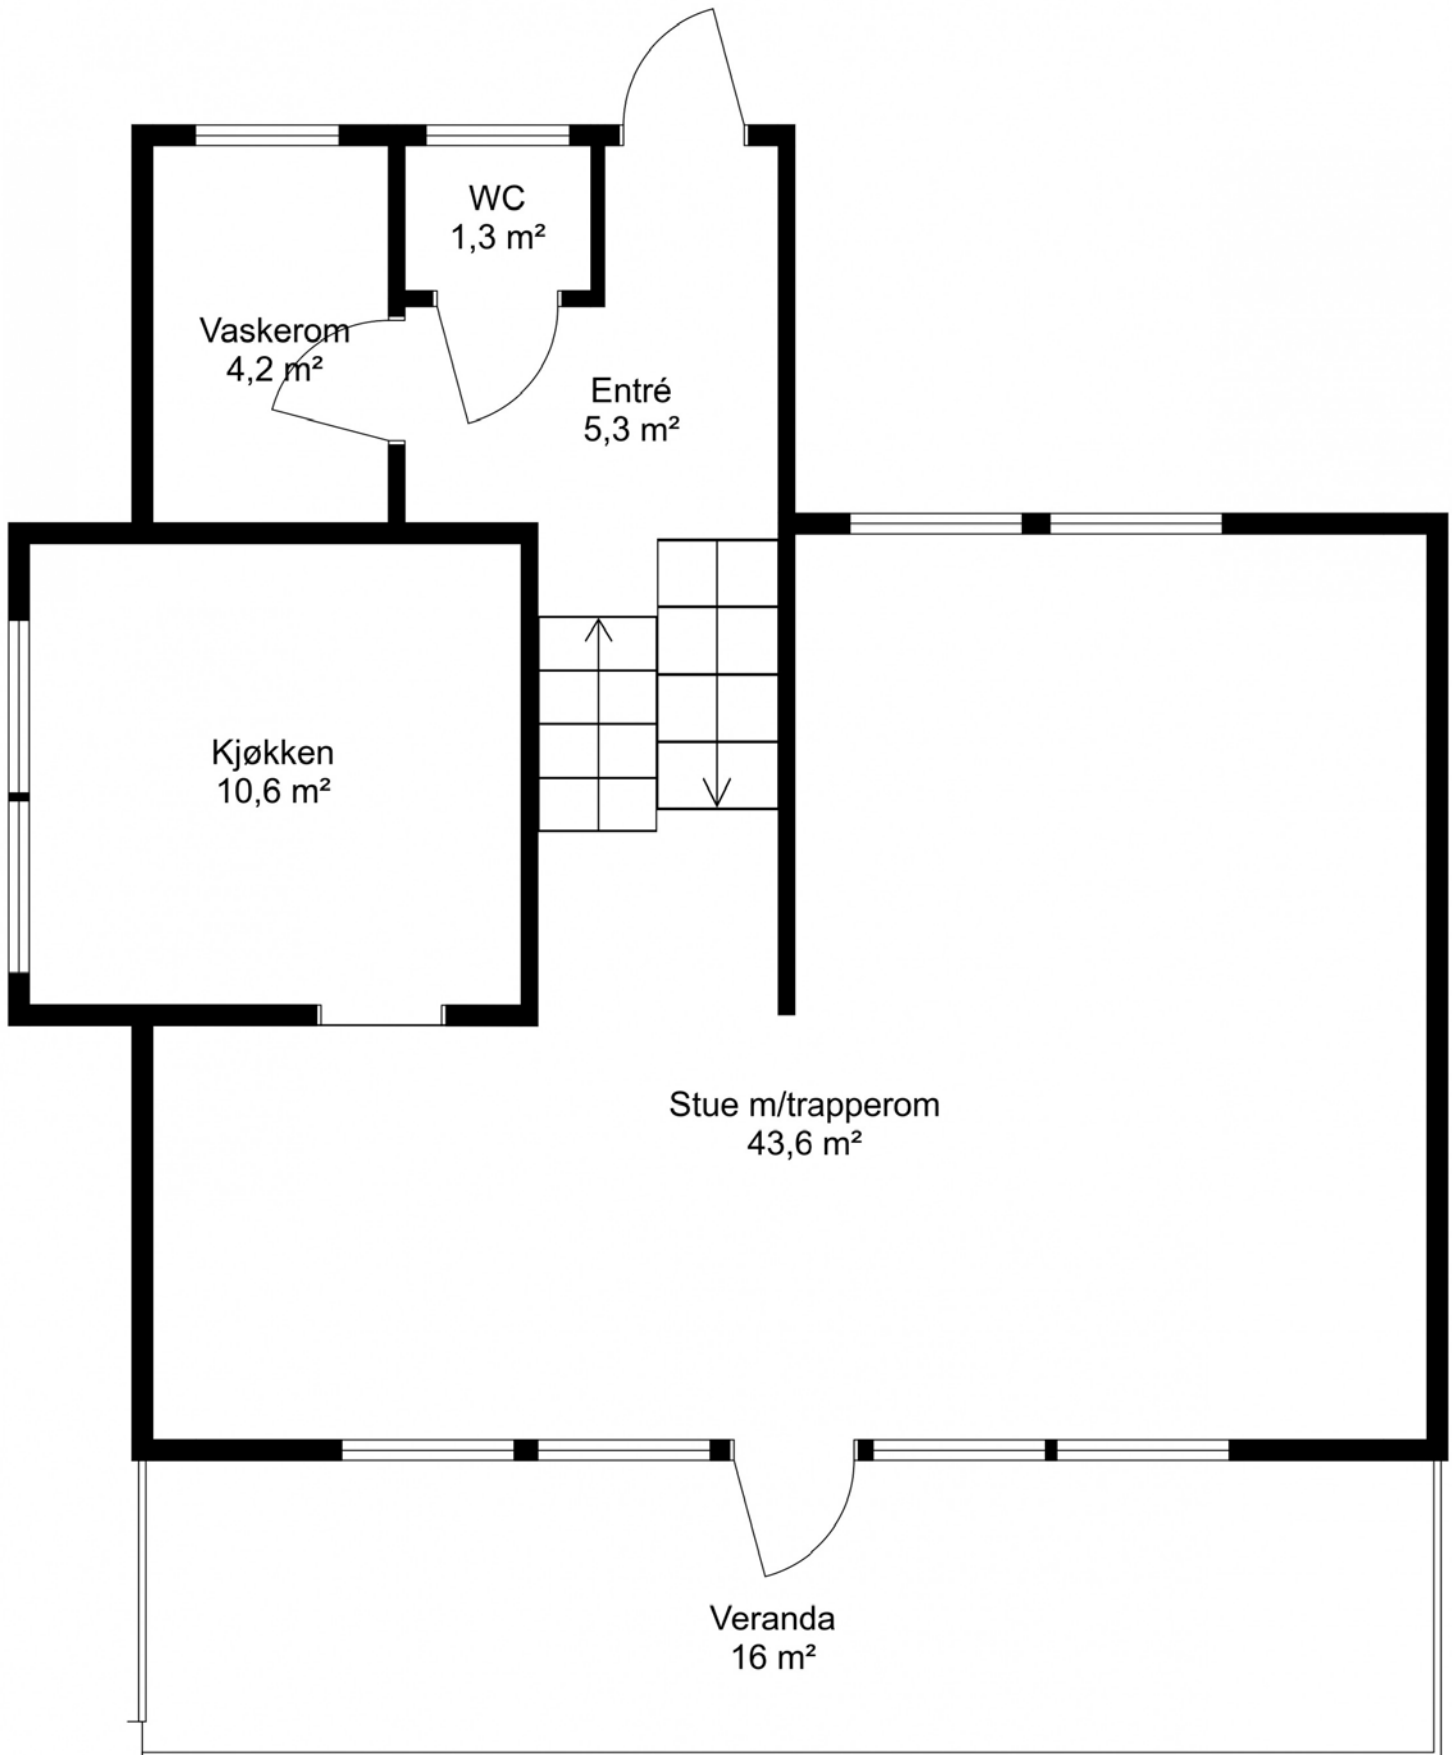 WC
1,3 m²
Vaskerom
4,2 m²
Entré
5,3 m²
Kjøkken
10,6 m²
Stue m/trapperom
43,6 m²
Veranda
16 m²